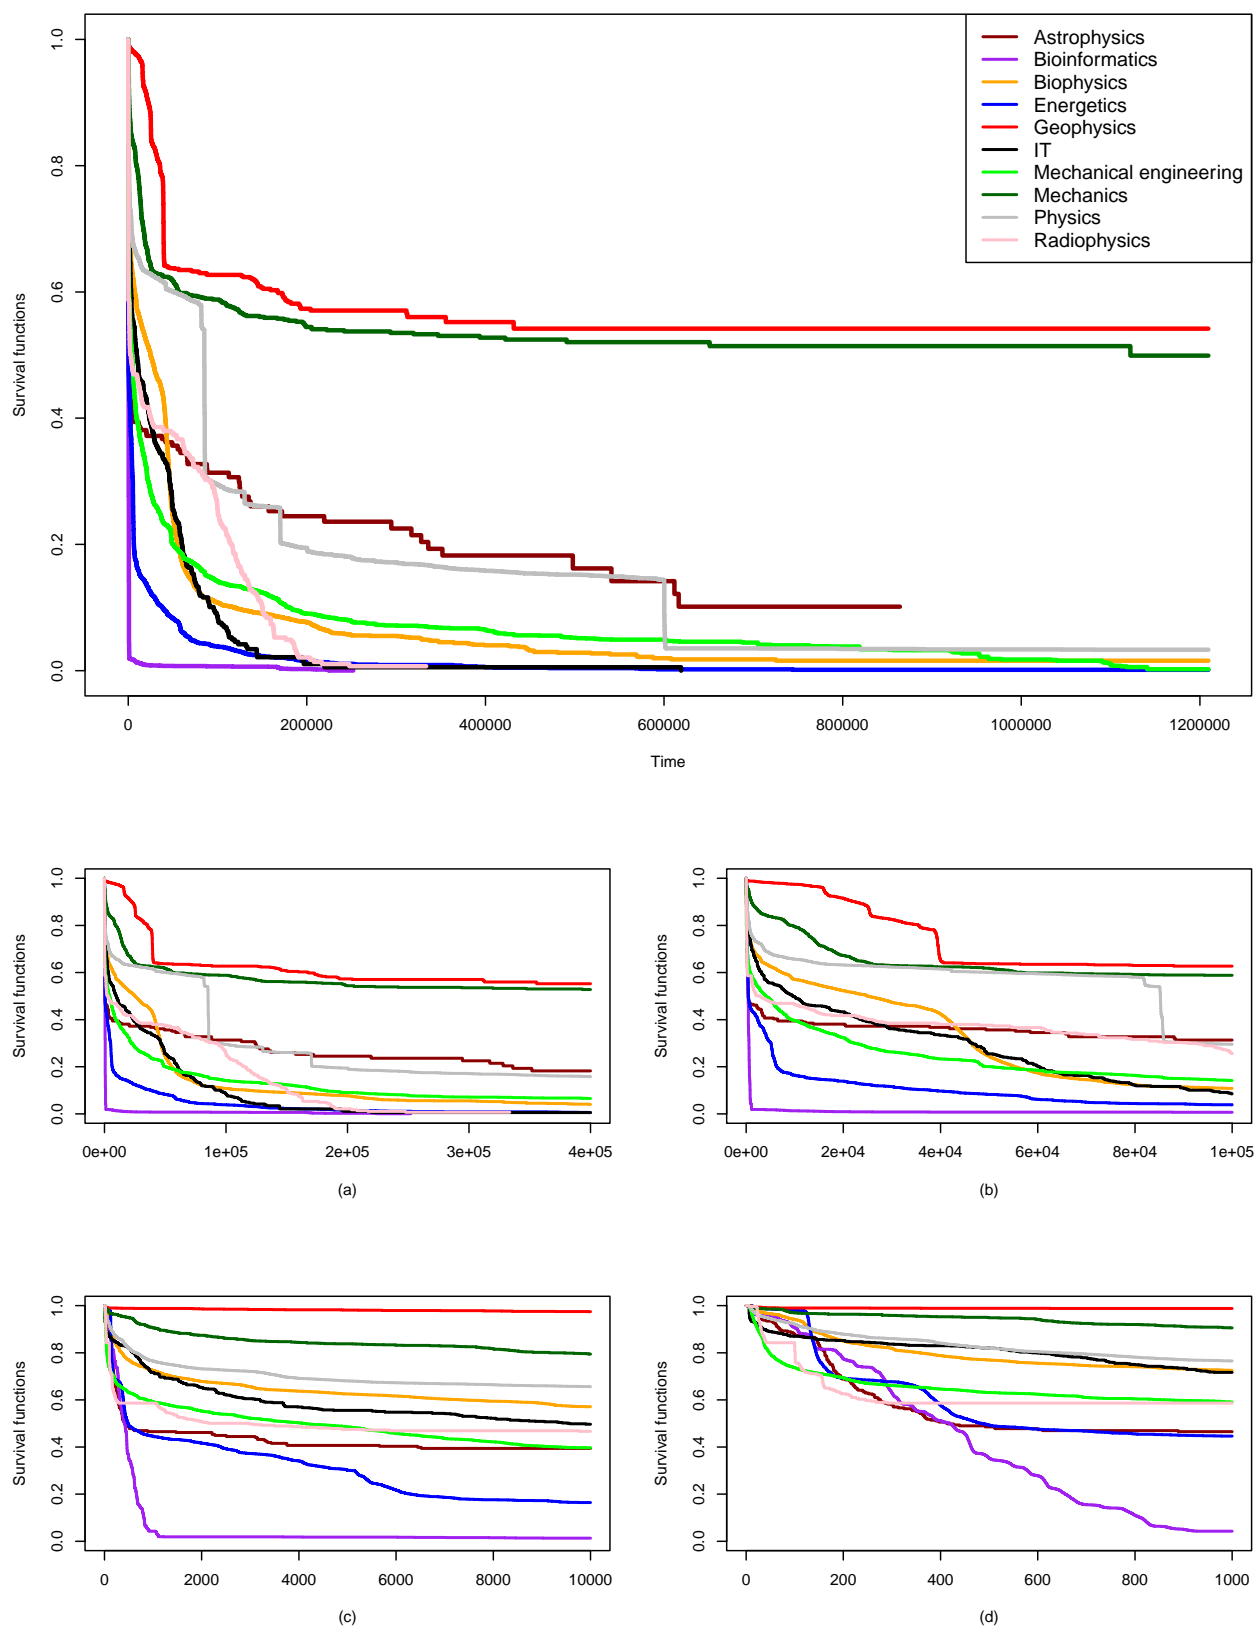 Astrophysics
Bioinformatics
Biophysics
Energetics
Geophysics
IT
Mechanical engineering
Mechanics
Physics
Radiophysics
Survival functions
1.0
0.8
0.6
0.4
0.2
0.0
0 200000 400000 600000 800000 1000000 1200000
Time
Survival functions
1.0
0.8
0.6
0.4
0.2
0.0
0e+00 1e+05 2e+05 3e+05 4e+05
(a)
Survival functions
1.0
0.8
0.6
0.4
0.2
0.0
0e+00 2e+04 4e+04 6e+04 8e+04 1e+05
(b)
Survival functions
1.0
0.8
0.6
0.4
0.2
0.0
0 2000 4000 6000 8000 10000
(c)
Survival functions
1.0
0.8
0.6
0.4
0.2
0.0
0 200 400 600 800 1000
(d)